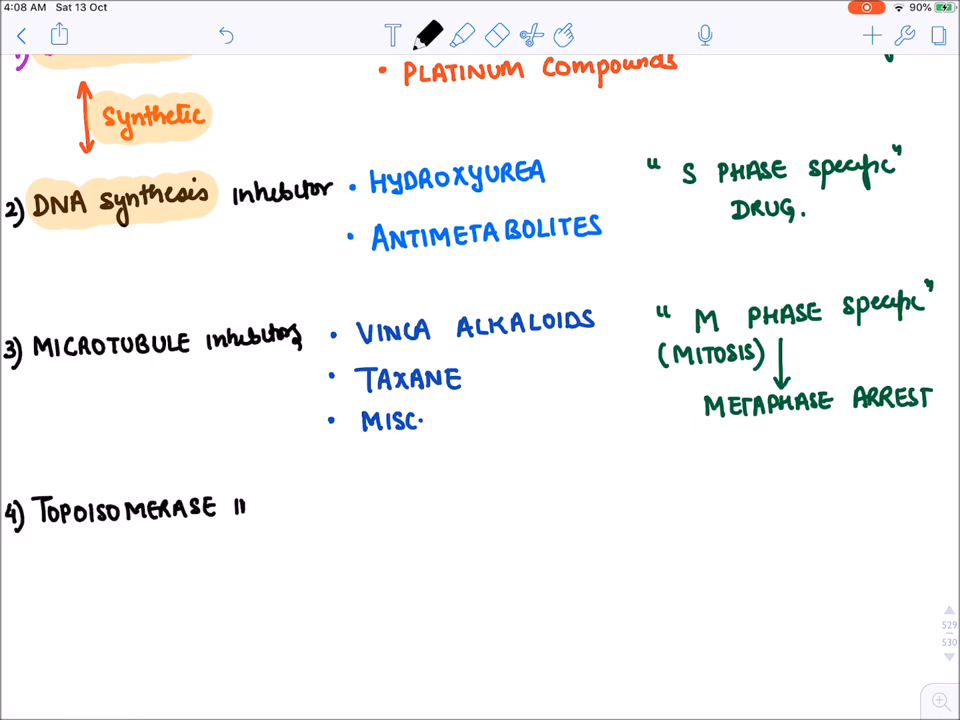 4:08 AM Sat 13 Oct 90%
T
1)
• PLATINUM Compounds
Synthetic
2) DNA synthesis inhibitor • HYDROXYUREA " S PHASE specific"
DRUG.
• ANTIMETABOLITES
3) MICROTUBULE inhibitors • VINCA ALKALOIDS " M PHASE specific"
(MITOSIS)
• TAXANE
METAPHASE ARREST
• MISC.
4) TOPOISOMERASE II
529
530